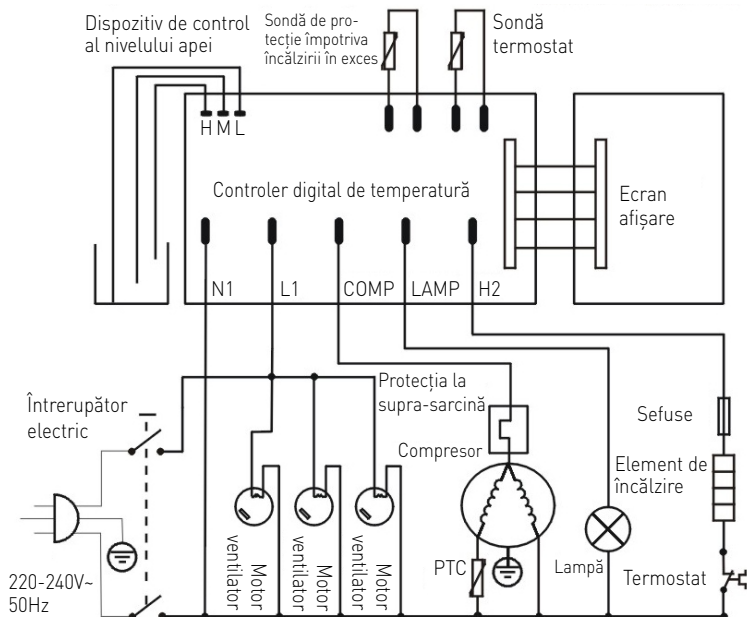 Dispozitiv de control
al nivelului apei
Sondă de pro-
tecție împotriva
încălzirii în exces
Sondă
termostat
H M L
Controler digital de temperatură
Ecran
afișare
N1
L1
COMP
LAMP
H2
Întrerupător
electric
Protecția la
supra-sarcină
Compresor
Sefuse
Element de
încălzire
Motor
ventilator
Motor
ventilator
Motor
ventilator
PTC
Lampă
Termostat
220-240V~
50Hz